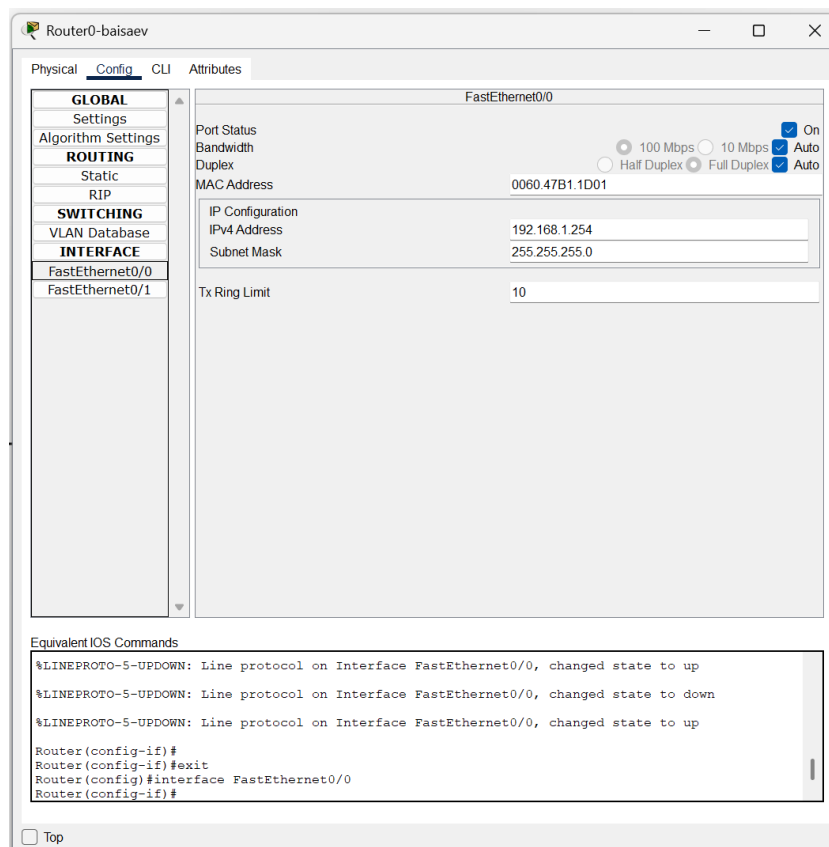 Router0-baisaev
Physical Config CLI Attributes
GLOBAL
Settings
Algorithm Settings
ROUTING
Static
RIP
SWITCHING
VLAN Database
INTERFACE
FastEthernet0/0
FastEthernet0/1
FastEthernet0/0
Port Status On
Bandwidth 100 Mbps 10 Mbps Auto
Duplex Half Duplex Full Duplex Auto
MAC Address 0060.47B1.1D01
IP Configuration
IPv4 Address 192.168.1.254
Subnet Mask 255.255.255.0
Tx Ring Limit 10
Equivalent IOS Commands
%LINEPROTO-5-UPDOWN: Line protocol on Interface FastEthernet0/0, changed state to up
%LINEPROTO-5-UPDOWN: Line protocol on Interface FastEthernet0/0, changed state to down
%LINEPROTO-5-UPDOWN: Line protocol on Interface FastEthernet0/0, changed state to up
Router(config-if)#
Router(config-if)#exit
Router(config)#interface FastEthernet0/0
Router(config-if)#
Top